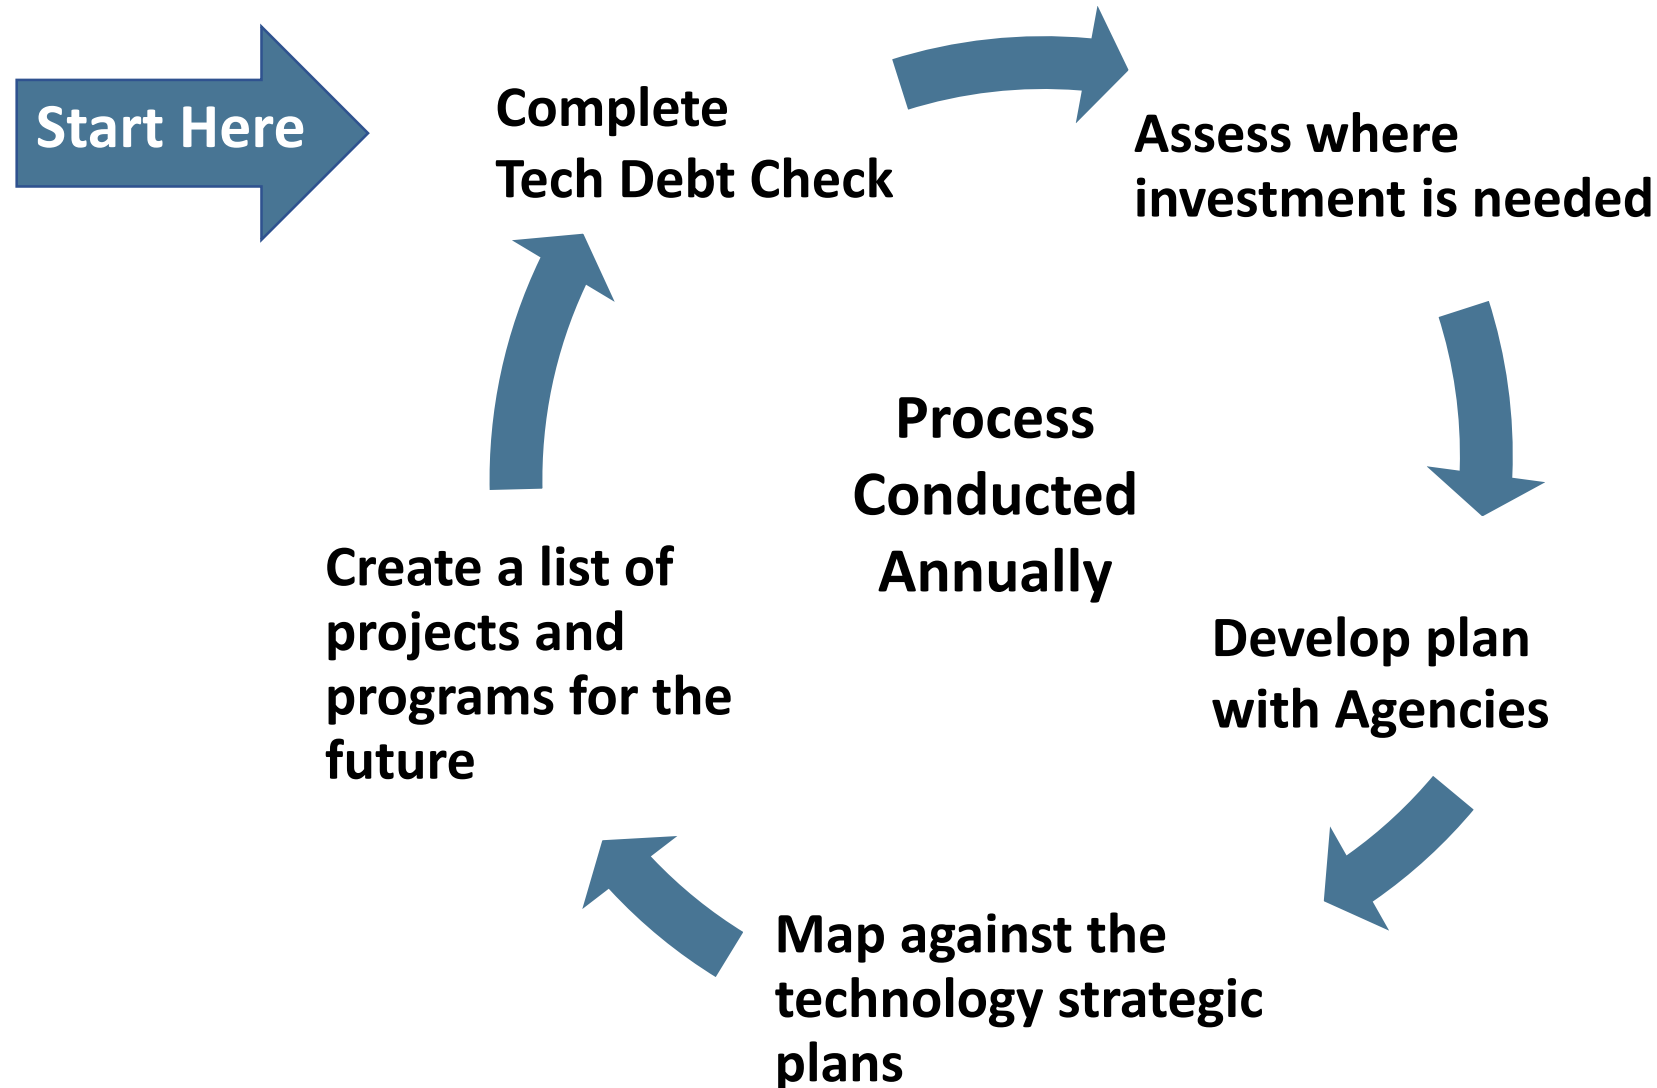 Start Here
Complete
Tech Debt Check
Assess where
investment is needed
Process
Conducted
Annually
Develop plan
with Agencies
Map against the
technology strategic
plans
Create a list of
projects and
programs for the
future